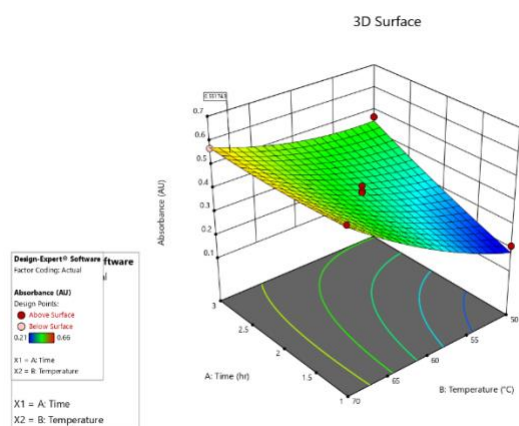 3D Surface
0.7
0.6
0.5
0.4
0.3
0.2
0.1
Absorbance (AU)
3
2.5
2
1.5
1
A: Time (hr)
50
55
60
65
70
B: Temperature (°C)
Design-Expert® Software
Factor Coding: Actual
Absorbance (AU)
Design Points:
Above Surface
Below Surface
0.21 0.66
X1 = A: Time
X2 = B: Temperature
ftware
X1 = A: Time
X2 = B: Temperature